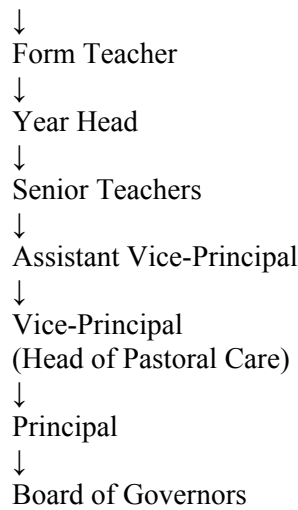 ↓
Form Teacher
↓
Year Head
↓
Senior Teachers
↓
Assistant Vice-Principal
↓
Vice-Principal
(Head of Pastoral Care)
↓
Principal
↓
Board of Governors